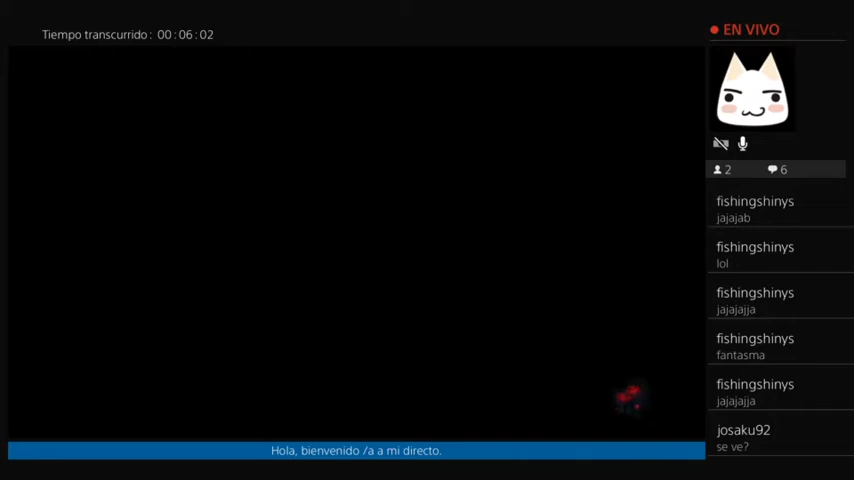 Tiempo transcurrido: 00:06:02
EN VIVO
2 6
fishingshinys
jajajab
fishingshinys
lol
fishingshinys
jajajajja
fishingshinys
fantasma
fishingshinys
jajajajja
josaku92
se ve?
Hola, bienvenido /a a mi directo.